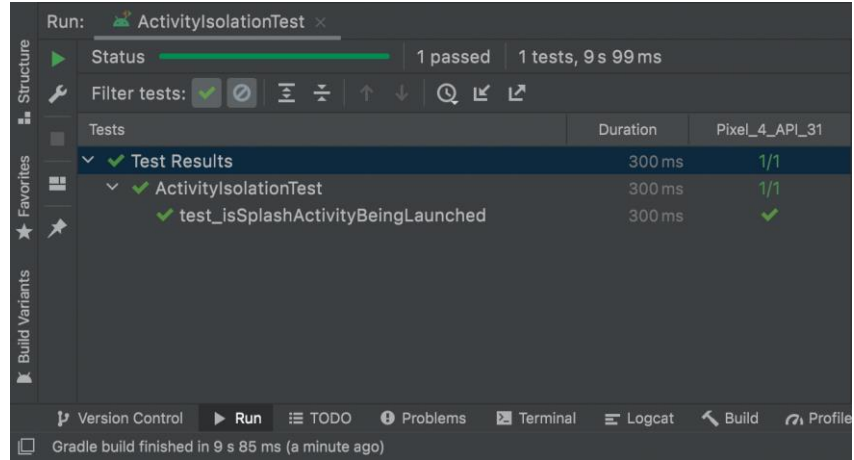 Run: ActivityIsolationTest
Status 1 passed 1 tests, 9 s 99 ms
Filter tests:
Tests Duration Pixel_4_API_31
Test Results 300 ms 1/1
ActivityIsolationTest 300 ms 1/1
test_isSplashActivityBeingLaunched 300 ms
Structure
Favorites
Build Variants
Version Control Run TODO Problems Terminal Logcat Build Profile
Gradle build finished in 9 s 85 ms (a minute ago)